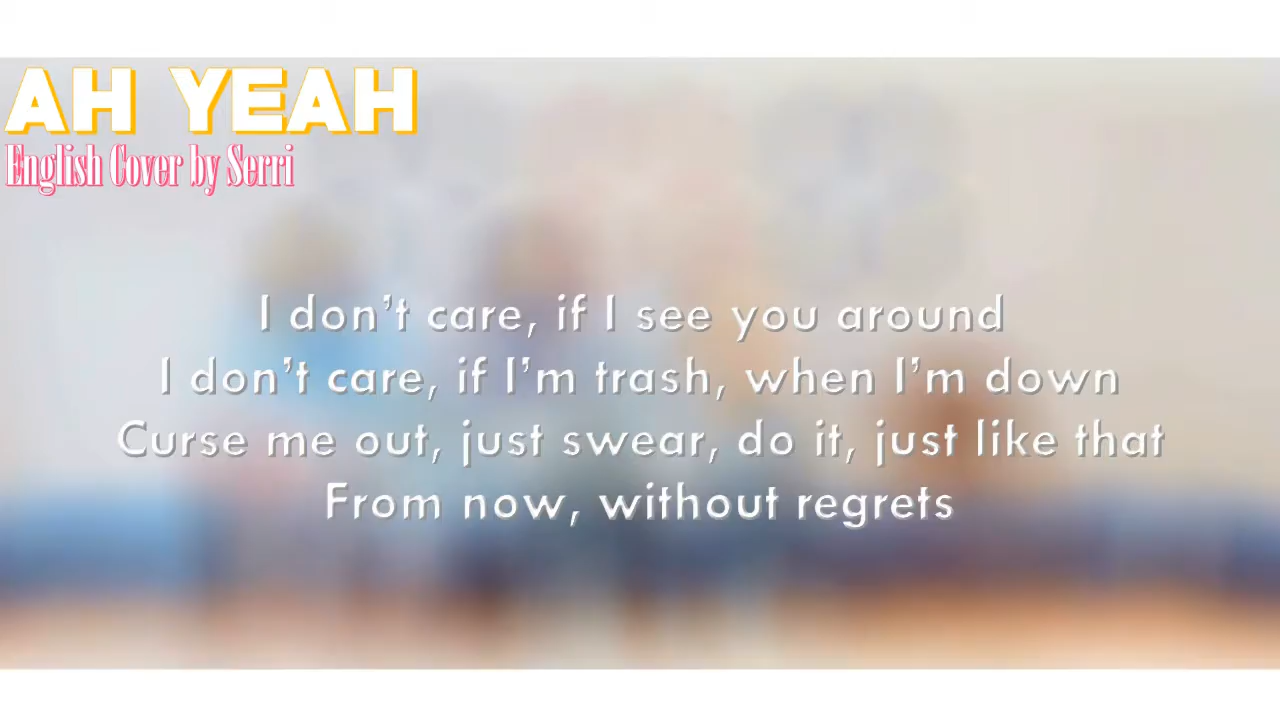 AH YEAH
English Cover by Serri
I don't care, if I see you around
I don't care, if I'm trash, when I'm down
Curse me out, just swear, do it, just like that
From now, without regrets